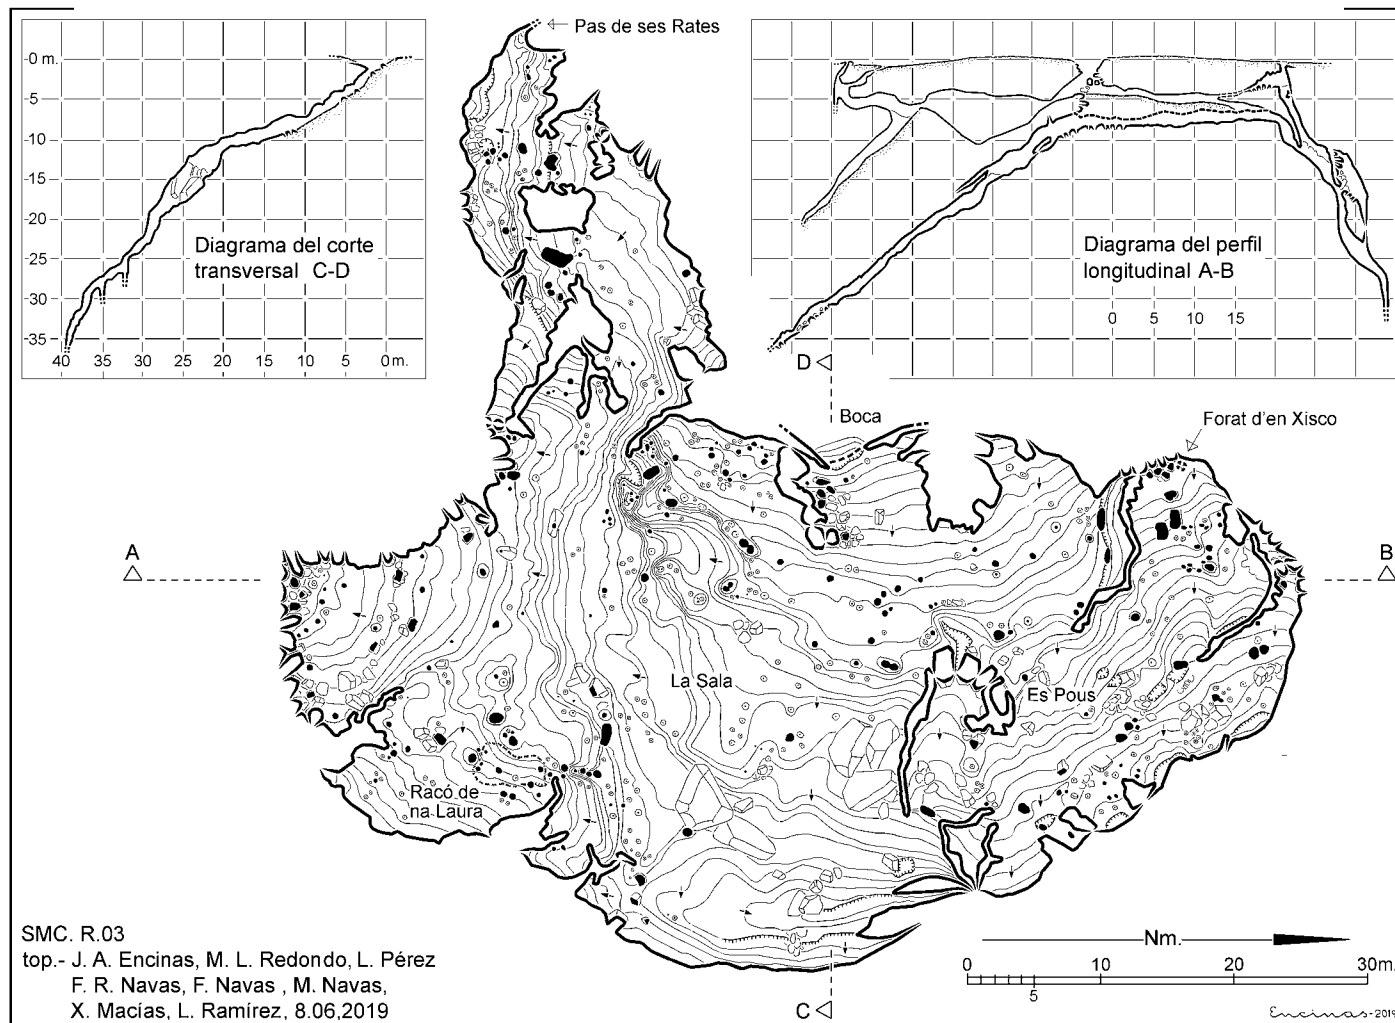 Pas de ses Rates
0 m.
-5
-10
-15
-20
-25
-30
-35
40
35
30
25
20
15
10
5
0m.
Diagrama del corte
transversal C-D
Diagrama del perfil
longitudinal A-B
0 5 10 15
D
Boca
Forat d'en Xisco
A
B
La Sala
Es Pous
Racó de
na Laura
SMC. R.03
top.- J. A. Encinas, M. L. Redondo, L. Pérez
F. R. Navas, F. Navas , M. Navas,
X. Macías, L. Ramírez, 8.06,2019
C
Nm.
0 10 20 30m.
5
Encinas-2019